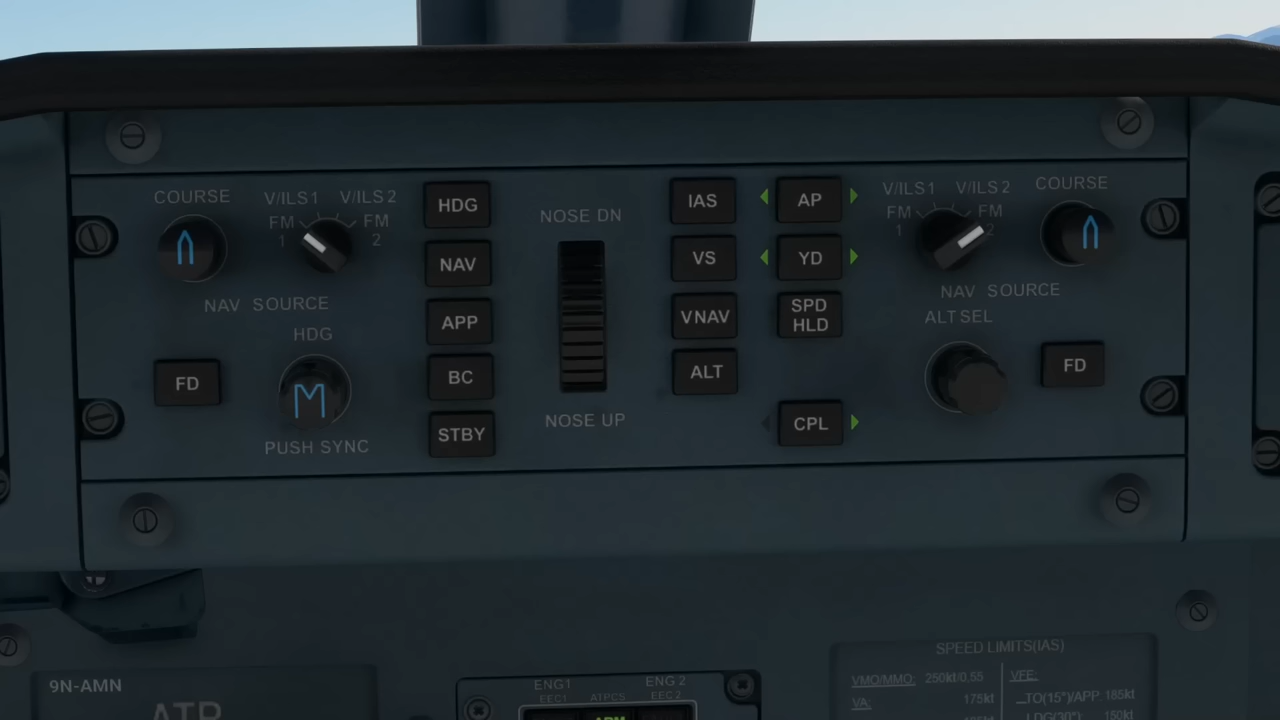 COURSE
V/ILS1
V/ILS2
FM
1
FM
2
NAV SOURCE
HDG
FD
PUSH SYNC
HDG
NAV
APP
BC
STBY
NOSE DN
NOSE UP
IAS
VS
VNAV
ALT
AP
YD
SPD
HLD
CPL
V/ILS1
V/ILS2
COURSE
FM
1
FM
2
NAV SOURCE
ALT SEL
FD
9N-AMN
ATR
ENG1
ENG 2
EEC1
ATPCS
EEC 2
ARM
SPEED LIMITS(IAS)
VMO/MMO: 250kt/0,55
VA: 175kt
VFE:
TO(15°)/APP: 185kt
LDG(30°) 150kt